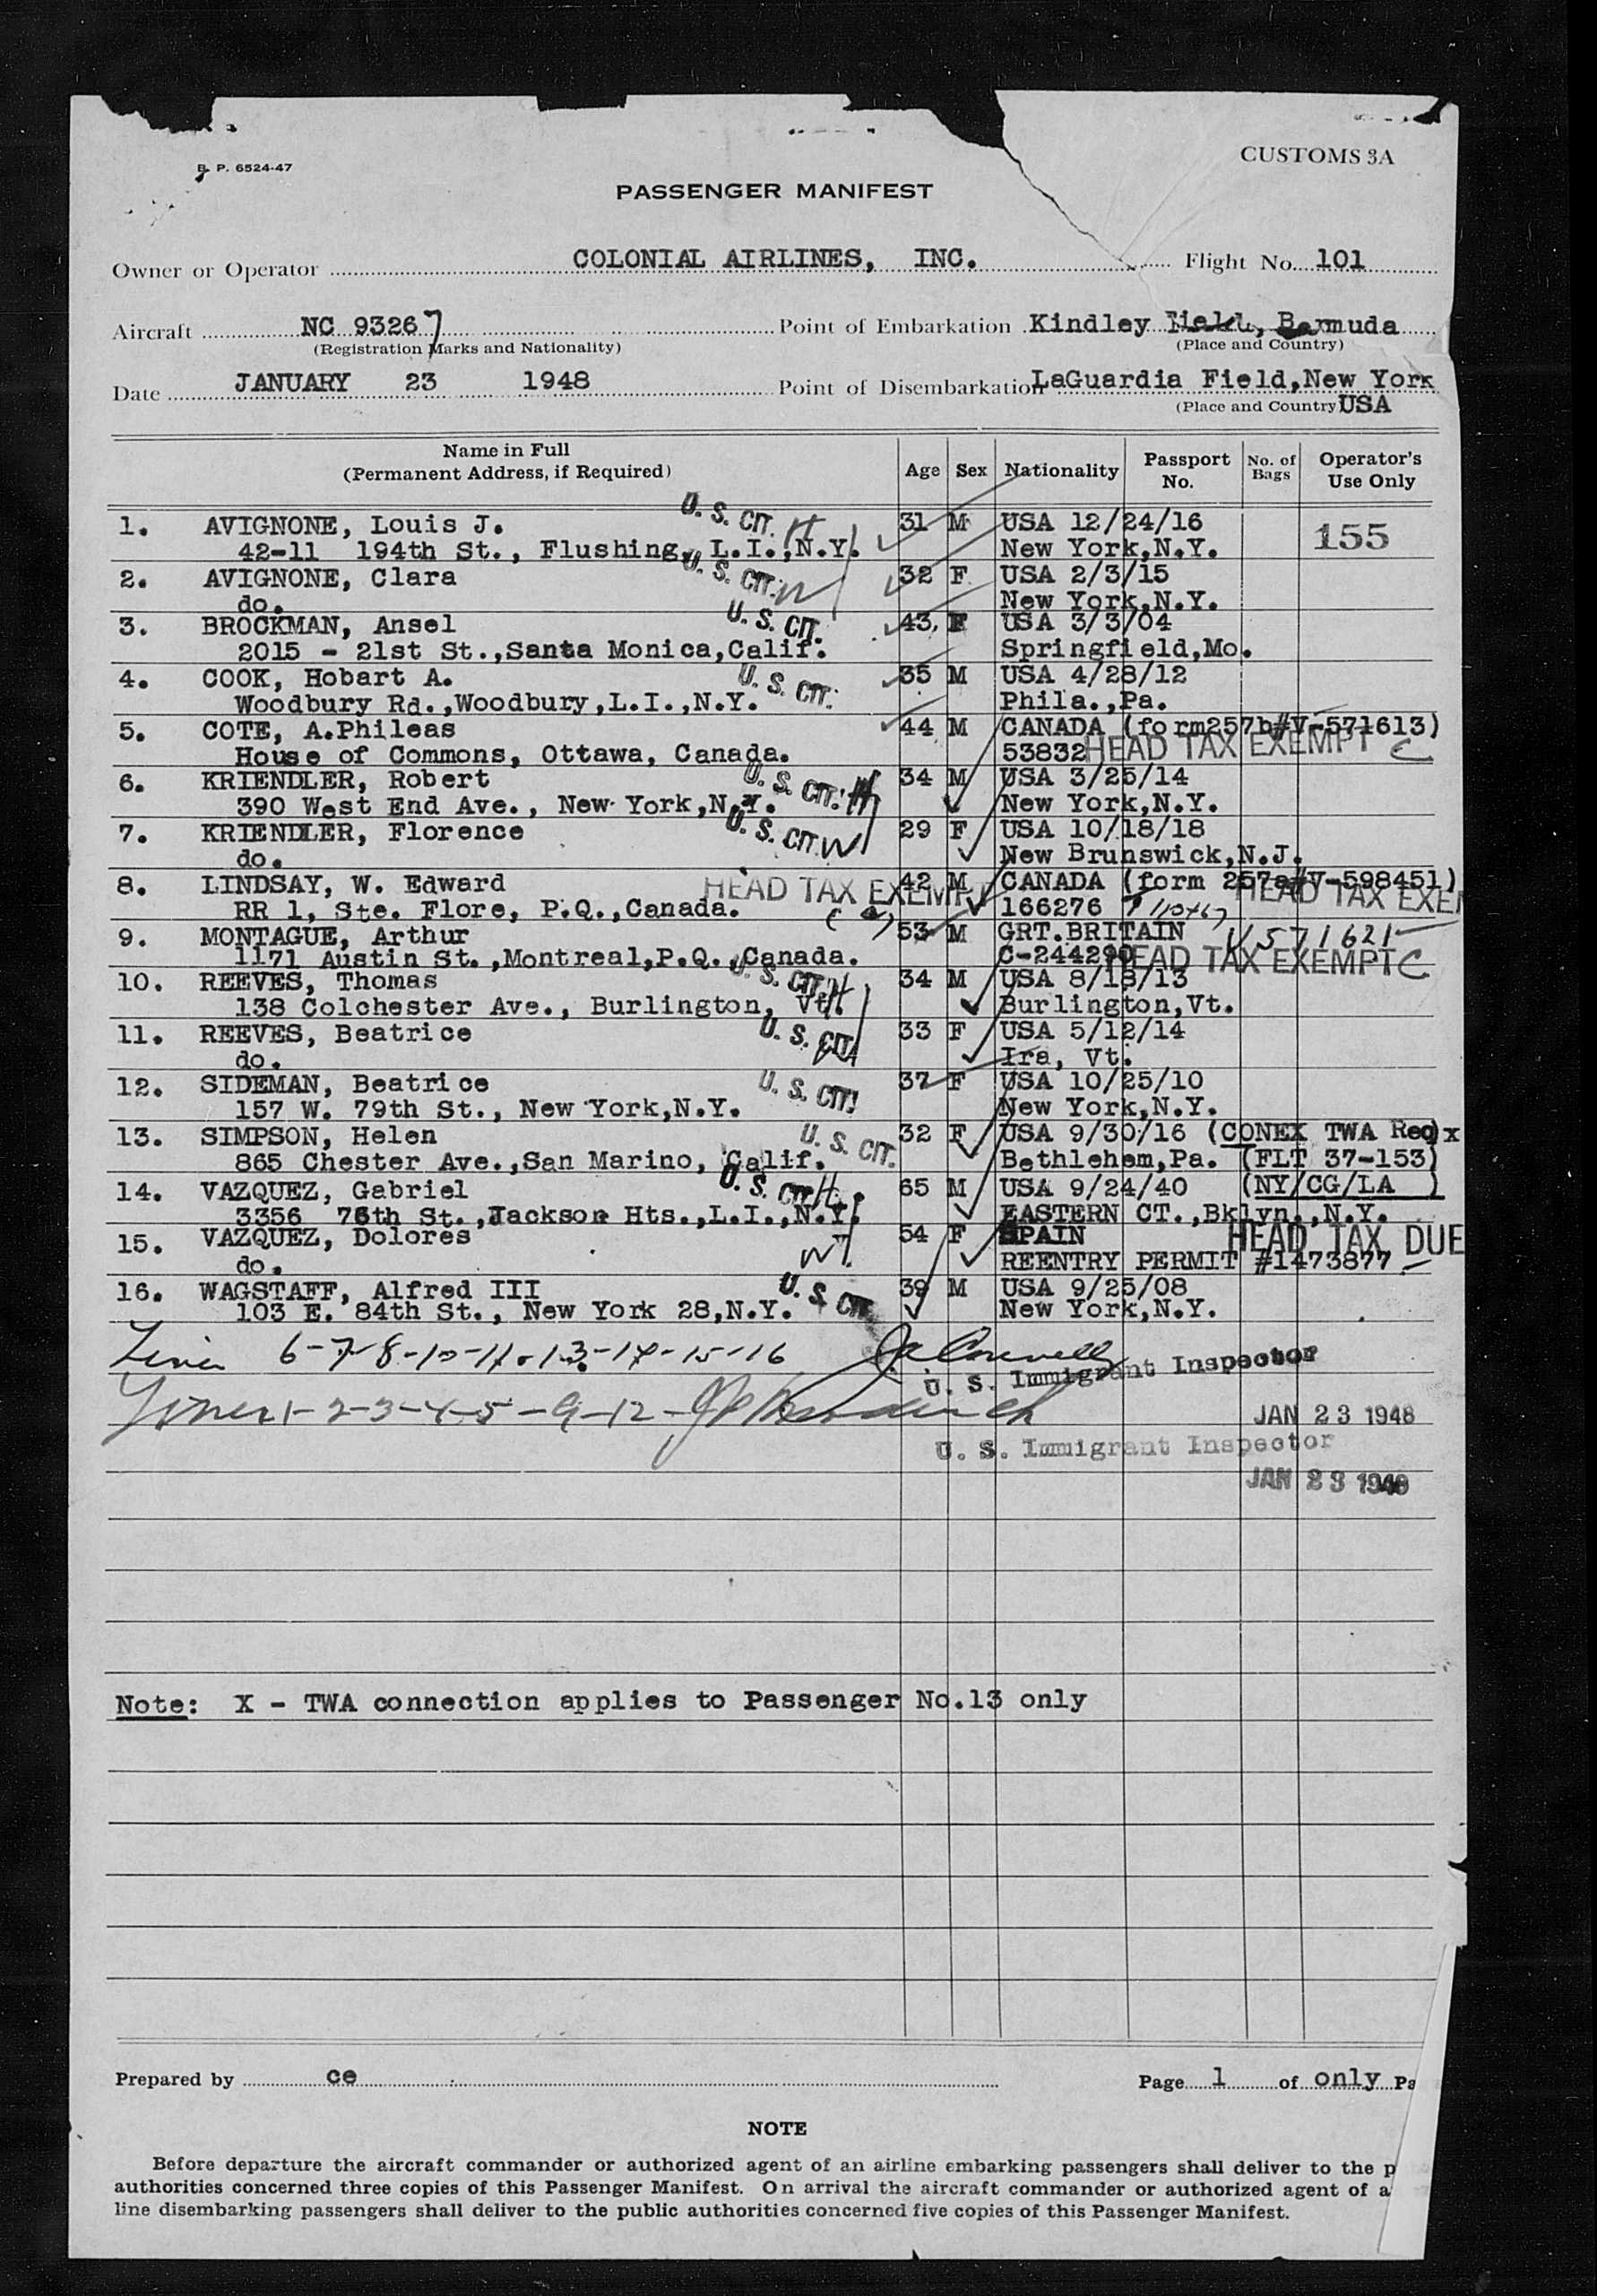 B. P. 6524-47
CUSTOMS 3A
PASSENGER MANIFEST
Owner or Operator COLONIAL AIRLINES, INC. Flight No. 101
Aircraft NC 93267 Point of Embarkation Kindley Field, Bermuda
(Registration Marks and Nationality) (Place and Country)
Date JANUARY 23 1948 Point of Disembarkation LaGuardia Field,New York
(Place and Country USA
Name in Full
(Permanent Address, if Required)
Age Sex Nationality Passport No. No. of Bags Operator's Use Only
1. AVIGNONE, Louis J. U. S. CIT. H 31 M USA 12/24/16 155
42-11 194th St., Flushing, L.I.,N.Y. New York,N.Y.
2. AVIGNONE, Clara U. S. CIT. W 32 F USA 2/3/15
do. New York,N.Y.
3. BROCKMAN, Ansel U. S. CIT. 43 F USA 3/3/04
2015 - 21st St.,Santa Monica,Calif. Springfield,Mo.
4. COOK, Hobart A. U. S. CIT. 35 M USA 4/28/12
Woodbury Rd.,Woodbury,L.I.,N.Y. Phila.,Pa.
5. COTE, A.Phileas 44 M CANADA (form257b#V-571613)
House of Commons, Ottawa, Canada. 53832 HEAD TAX EXEMPT C
6. KRIENDLER, Robert U. S. CIT. H 34 M USA 3/25/14
390 West End Ave., New York,N.Y. New York,N.Y.
7. KRIENDLER, Florence U. S. CIT. W 29 F USA 10/18/18
do. New Brunswick,N.J.
8. LINDSAY, W. Edward HEAD TAX EXEMPT 42 M CANADA (form 257a#V-598451)
RR 1, Ste. Flore, P.Q.,Canada. 166276 HEAD TAX EXEM
9. MONTAGUE, Arthur 53 M GRT.BRITAIN V571621
1171 Austin St.,Montreal,P.Q.,Canada. C-244290 HEAD TAX EXEMPT C
10. REEVES, Thomas U. S. CIT. H 34 M USA 8/18/13
138 Colchester Ave., Burlington, Vt. Burlington,Vt.
11. REEVES, Beatrice U. S. CIT. 33 F USA 5/12/14
do. Ira, Vt.
12. SIDEMAN, Beatrice U. S. CIT. 37 F USA 10/25/10
157 W. 79th St., New York,N.Y. New York,N.Y.
13. SIMPSON, Helen U. S. CIT. 32 F USA 9/30/16 (CONEX TWA Req)x
865 Chester Ave.,San Marino, Calif. Bethlehem,Pa. (FLT 37-153)
14. VAZQUEZ, Gabriel U. S. CIT. H 65 M USA 9/24/40 (NY/CG/LA )
3356 76th St.,Jackson Hts.,L.I.,N.Y. EASTERN CT.,Bklyn.,N.Y.
15. VAZQUEZ, Dolores W 54 F SPAIN HEAD TAX DUE
do. REENTRY PERMIT #1473877
16. WAGSTAFF, Alfred III U. S. CIT. 39 M USA 9/25/08
103 E. 84th St., New York 28,N.Y. New York,N.Y.
6-7-8-10-11-13-14-15-16
U. S. Immigrant Inspector
1-2-3-4-5-9-12- JAN 23 1948
U. S. Immigrant Inspector
JAN 23 1948
Note: X - TWA connection applies to Passenger No.13 only
Prepared by ce Page 1 of only Pa
NOTE
Before departure the aircraft commander or authorized agent of an airline embarking passengers shall deliver to the p
authorities concerned three copies of this Passenger Manifest. On arrival the aircraft commander or authorized agent of a
line disembarking passengers shall deliver to the public authorities concerned five copies of this Passenger Manifest.